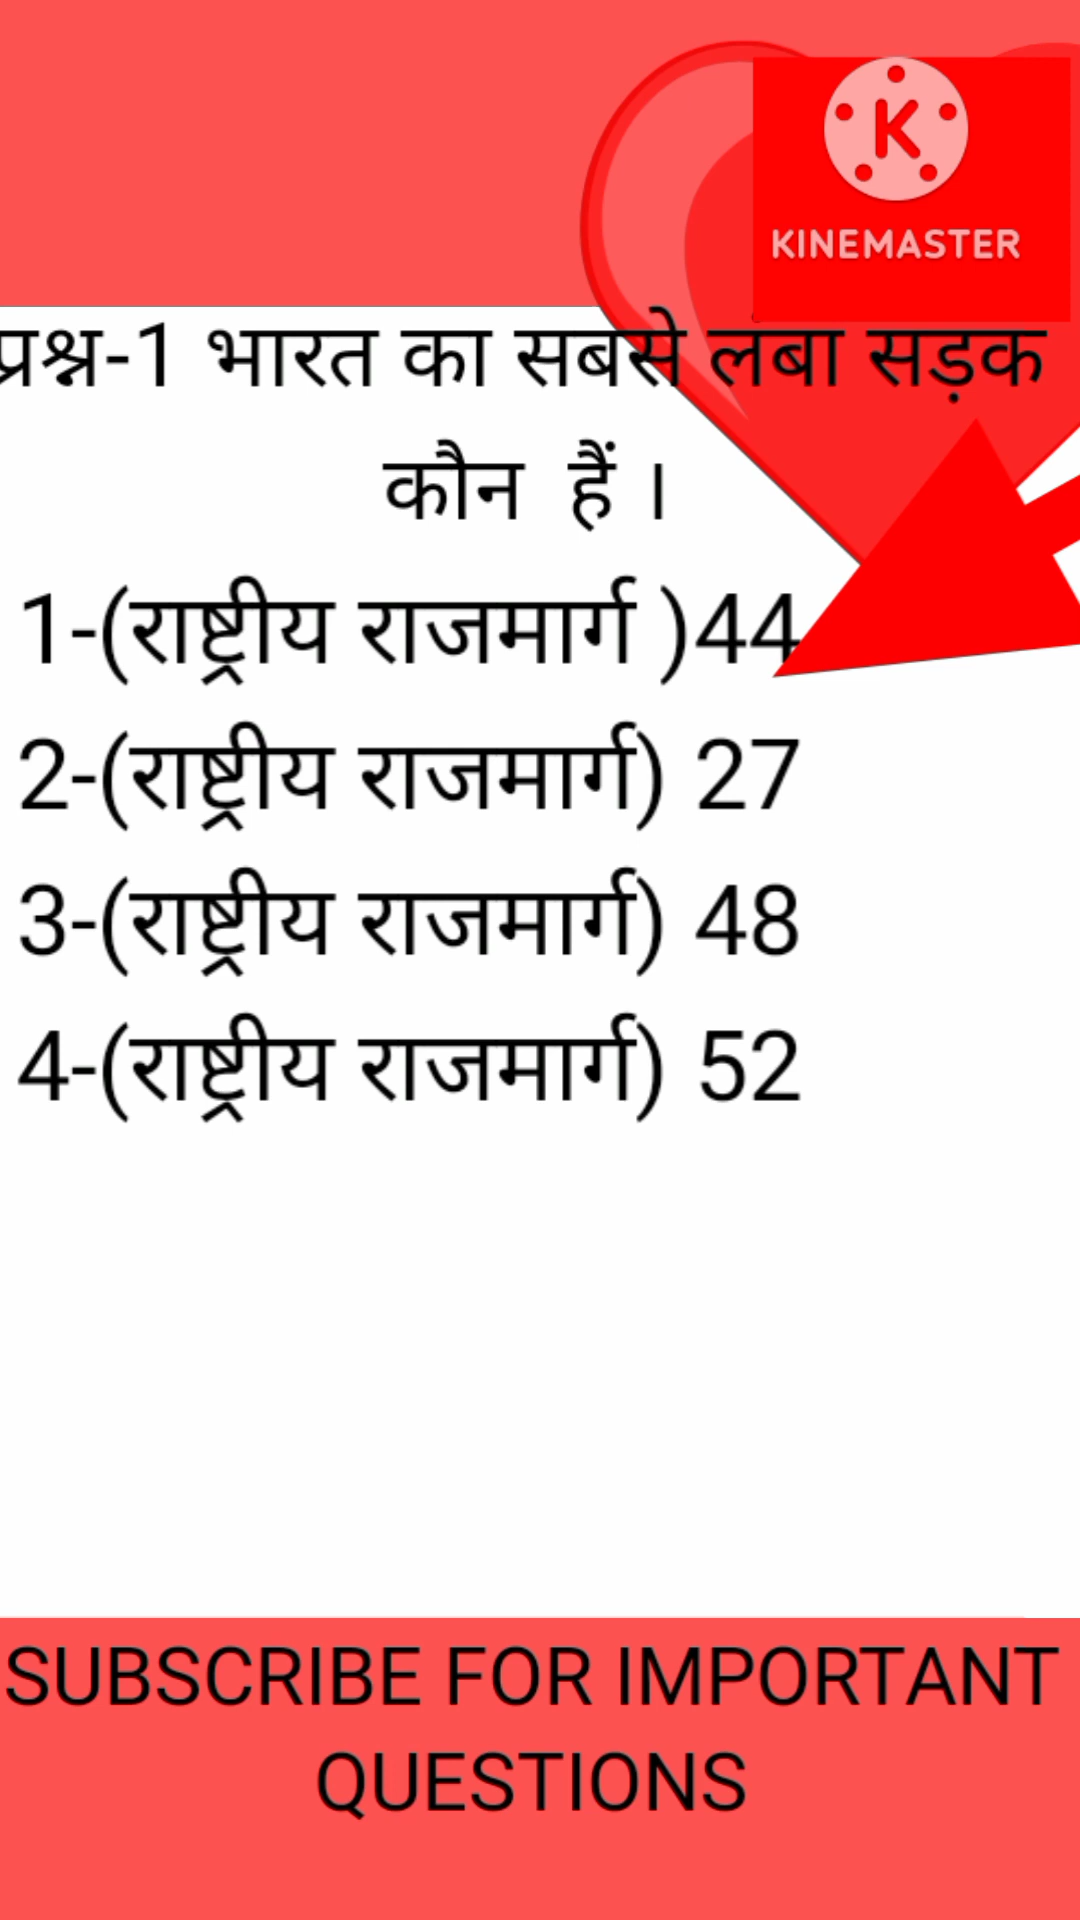 KINEMASTER
प्रश्न-1 भारत का सबसे लंबा सड़क
कौन हैं ।
1-(राष्ट्रीय राजमार्ग )44
2-(राष्ट्रीय राजमार्ग) 27
3-(राष्ट्रीय राजमार्ग) 48
4-(राष्ट्रीय राजमार्ग) 52
SUBSCRIBE FOR IMPORTANT
QUESTIONS